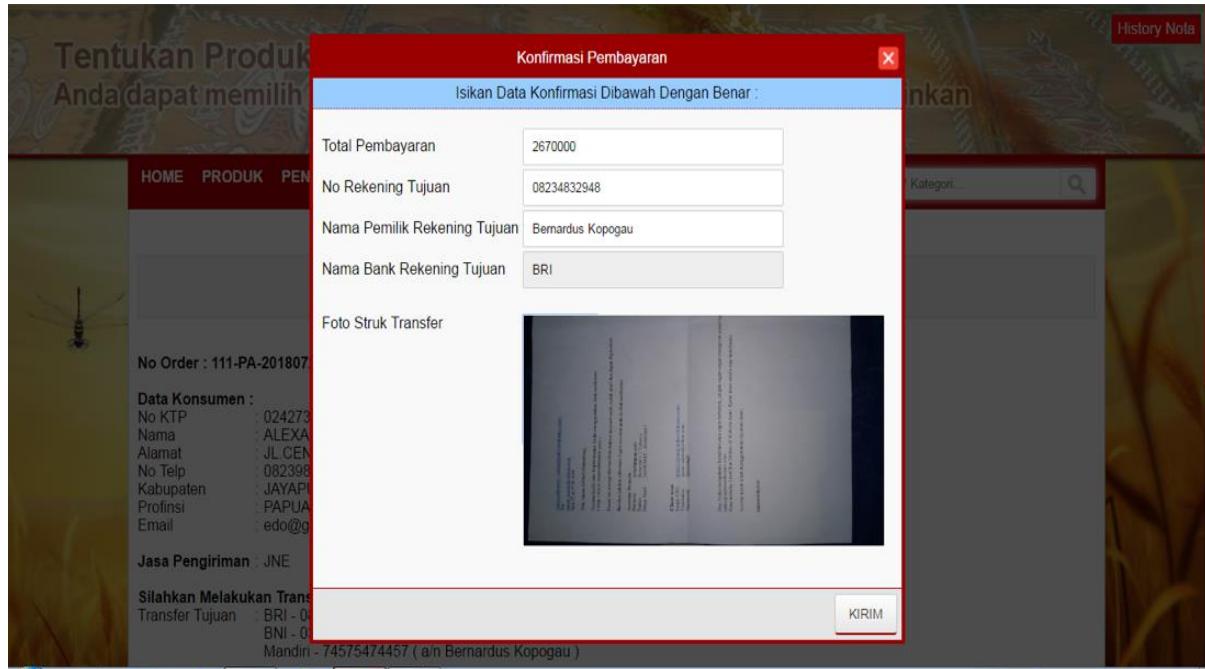 History Nota
Tentukan Produk
Anda dapat memilih inkan
Konfirmasi Pembayaran
Isikan Data Konfirmasi Dibawah Dengan Benar :
HOME PRODUK PEN Kategori...
Total Pembayaran 2670000
No Rekening Tujuan 08234832948
Nama Pemilik Rekening Tujuan Bernardus Kopogau
Nama Bank Rekening Tujuan BRI
Foto Struk Transfer
No Order : 111-PA-201807
Data Konsumen :
No KTP : 024273
Nama : ALEXA
Alamat : JL.CEN
No Telp : 082398
Kabupaten : JAYAPU
Profinsi : PAPUA
Email : edo@g
Jasa Pengiriman : JNE
Silahkan Melakukan Trans
Transfer Tujuan : BRI - 0
BNI - 0
Mandiri - 74575474457 ( a/n Bernardus Kopogau )
KIRIM